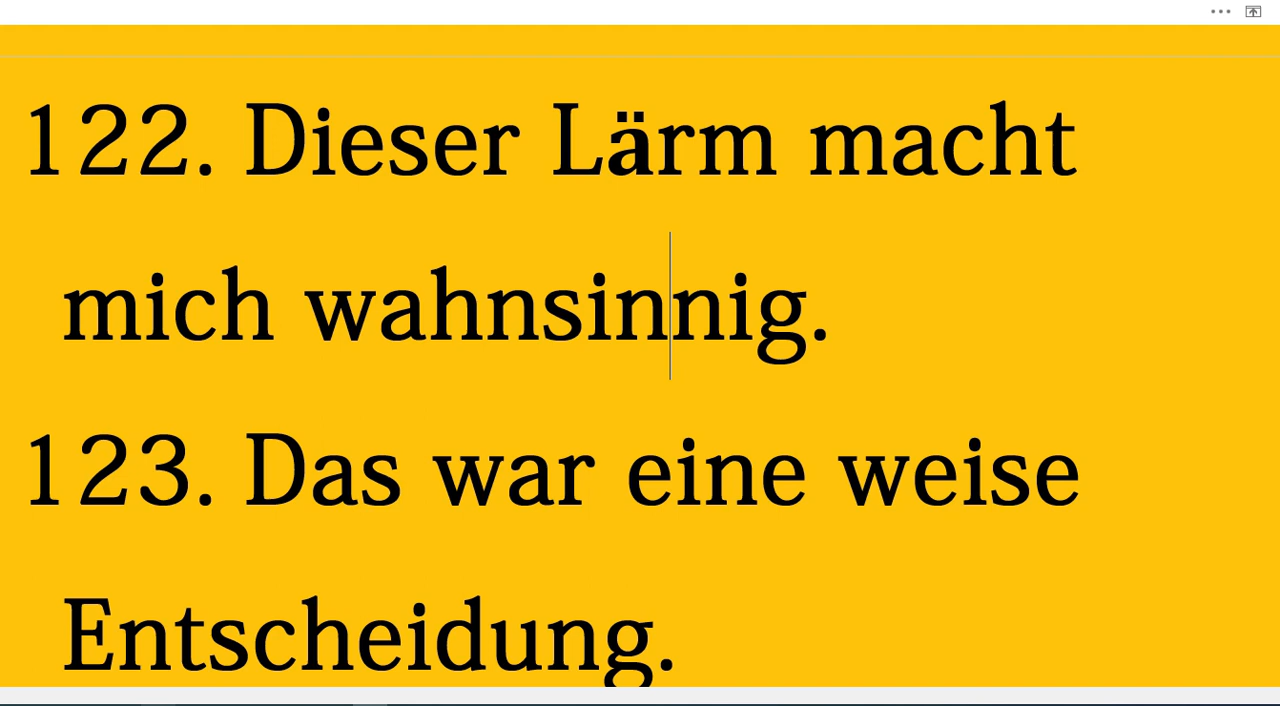 122. Dieser Lärm macht
mich wahnsinnig.
123. Das war eine weise
Entscheidung.